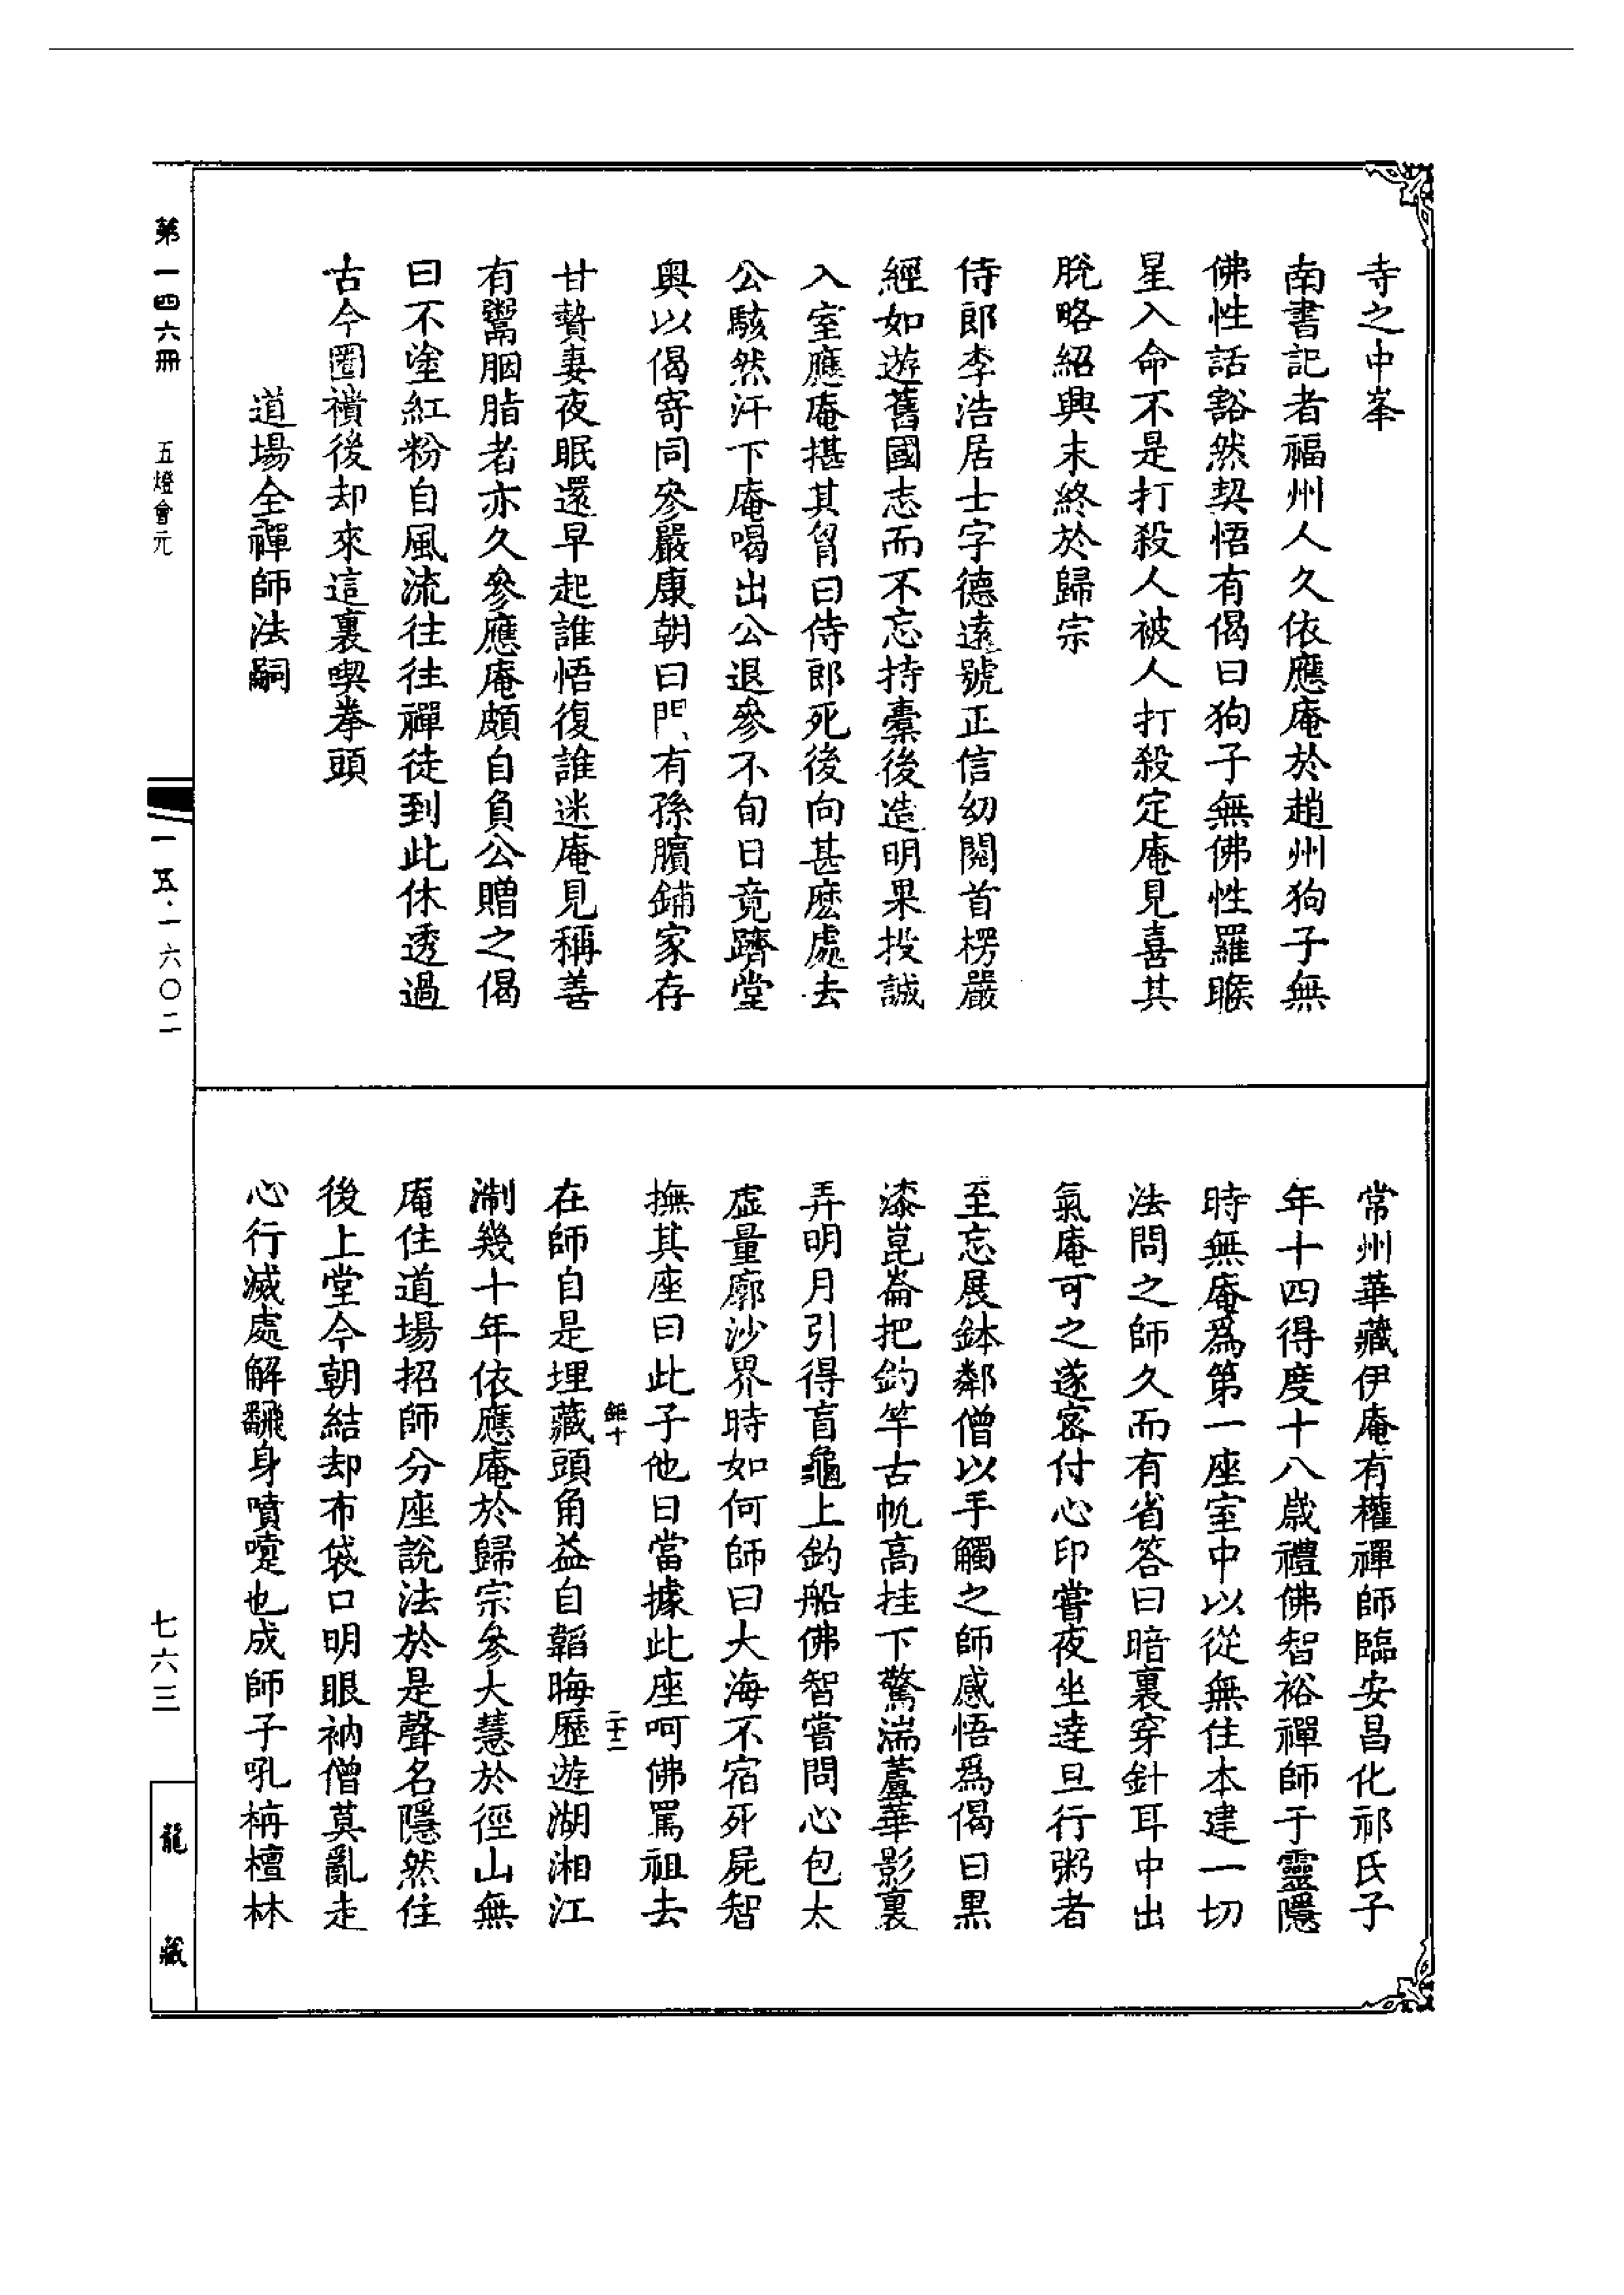 寺之中峯
南書記者福州人久依應庵於趙州狗子無
佛性話豁然契悟有偈曰狗子無佛性羅睺
星入命不是打殺人被人打殺定庵見喜其
脫略紹興末終於歸宗
侍郎李浩居士字德遠號正信幼閱首楞嚴
經如遊舊國志而不忘持橐後造明果投誠
入室應庵揕其胷曰侍郎死後向甚麽處去
公駭然汗下庵喝出公退參不旬日竟躋堂
奥以偈寄同參嚴康朝曰門有孫臏鋪家存
甘贄妻夜眠還早起誰悟復誰迷庵見稱善
有鬻胭脂者亦久參應庵頗自負公贈之偈
曰不塗紅粉自風流往往禪徒到此休透過
古今圈䙡後却來這裏喫拳頭
道場全禪師法嗣
常州華藏伊庵有權禪師臨安昌化祁氏子
年十四得度十八歲禮佛智裕禪師于靈隱
時無庵爲第一座室中以從無住本建一切
法問之師久而有省答曰暗裏穿針耳中出
氣庵可之遂密付心印嘗夜坐達旦行粥者
至忘展鉢鄰僧以手觸之師感悟爲偈曰黑
漆崑崙把釣竿古帆高挂下驚湍蘆華影裏
弄明月引得盲龜上釣船佛智嘗問心包太
虛量廓沙界時如何師曰大海不宿死屍智
撫其座曰此子他日當據此座呵佛罵祖去
在師自是埋藏頭角益自韜晦歷遊湖湘江
淛幾十年依應庵於歸宗參大慧於徑山無
庵住道場招師分座說法於是聲名隱然住
後上堂今朝結却布袋口明眼衲僧莫亂走
心行滅處解飜身噴嚏也成師子吼栴檀林
第一四六冊
五燈會元
一五·一六〇二
七六三
龍藏